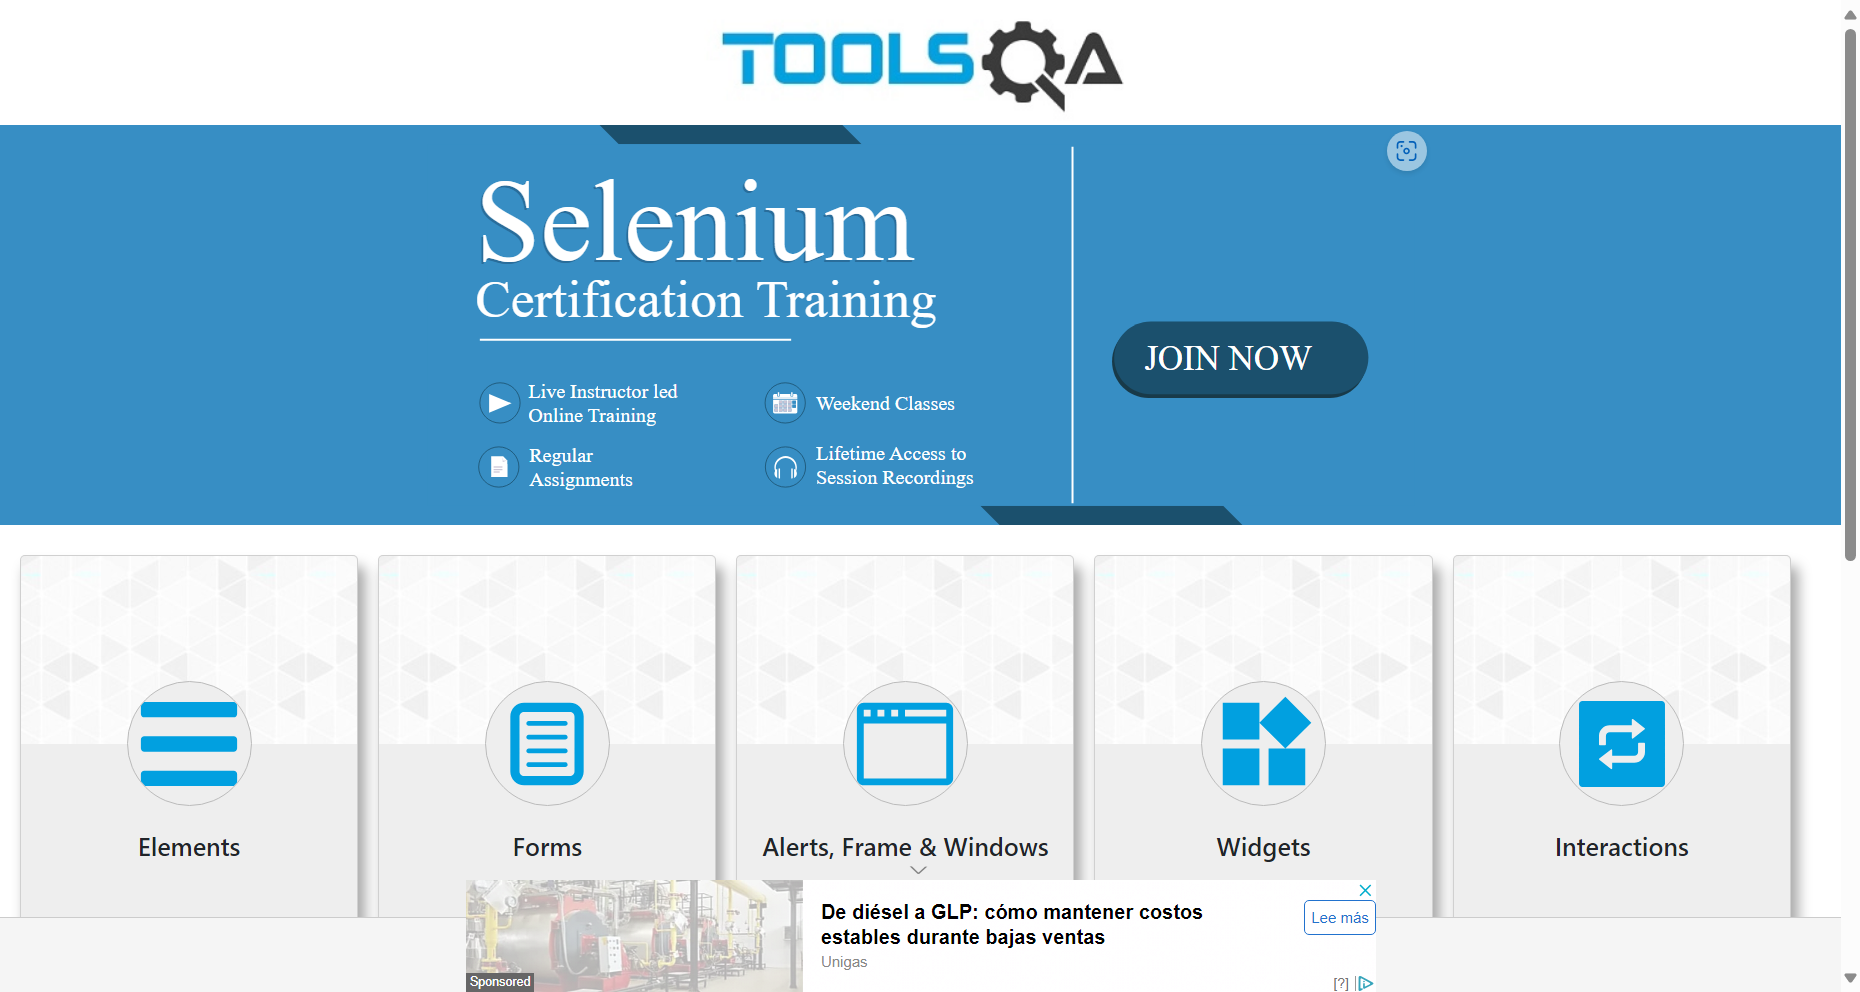 TOOLSQA
Selenium
Certification Training
Live Instructor led
Online Training
Weekend Classes
Regular
Assignments
Lifetime Access to
Session Recordings
JOIN NOW
Elements
Forms
Alerts, Frame & Windows
Widgets
Interactions
De diésel a GLP: cómo mantener costos
estables durante bajas ventas
Unigas
Lee más
Sponsored
[?]